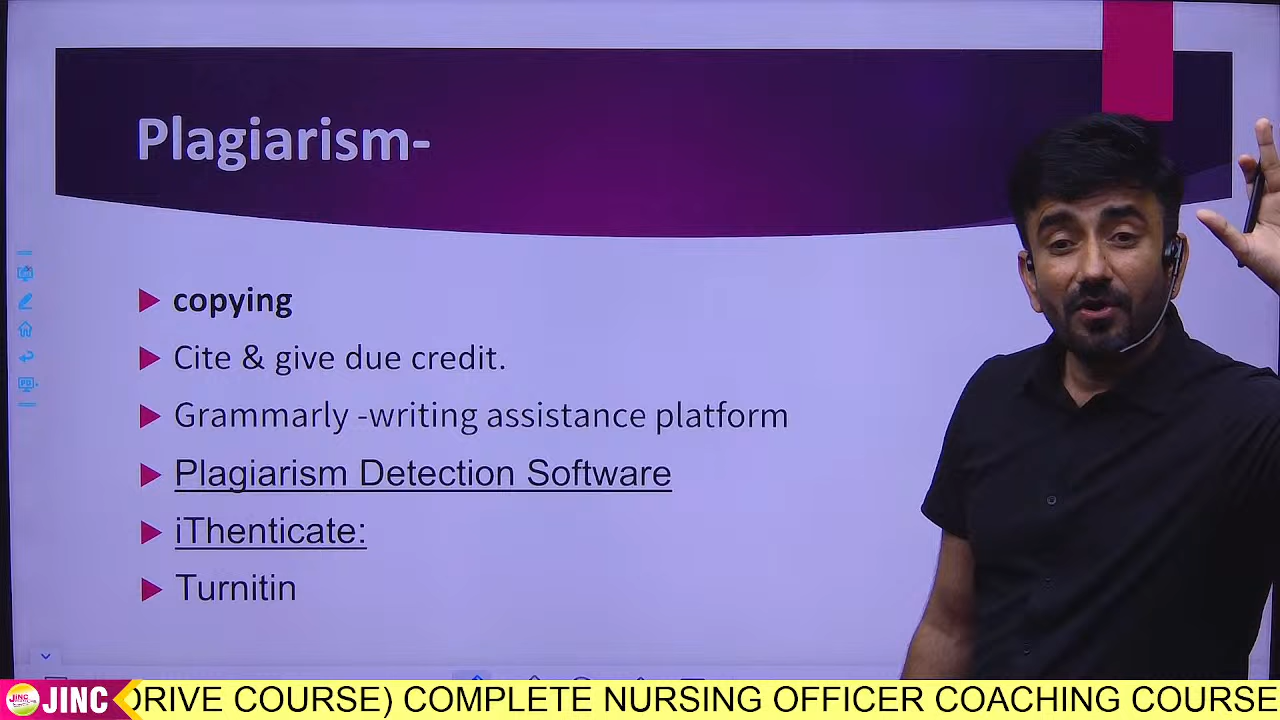 Plagiarism-
copying
Cite & give due credit.
Grammarly -writing assistance platform
Plagiarism Detection Software
iThenticate:
Turnitin
JINC
DRIVE COURSE) COMPLETE NURSING OFFICER COACHING COURSE